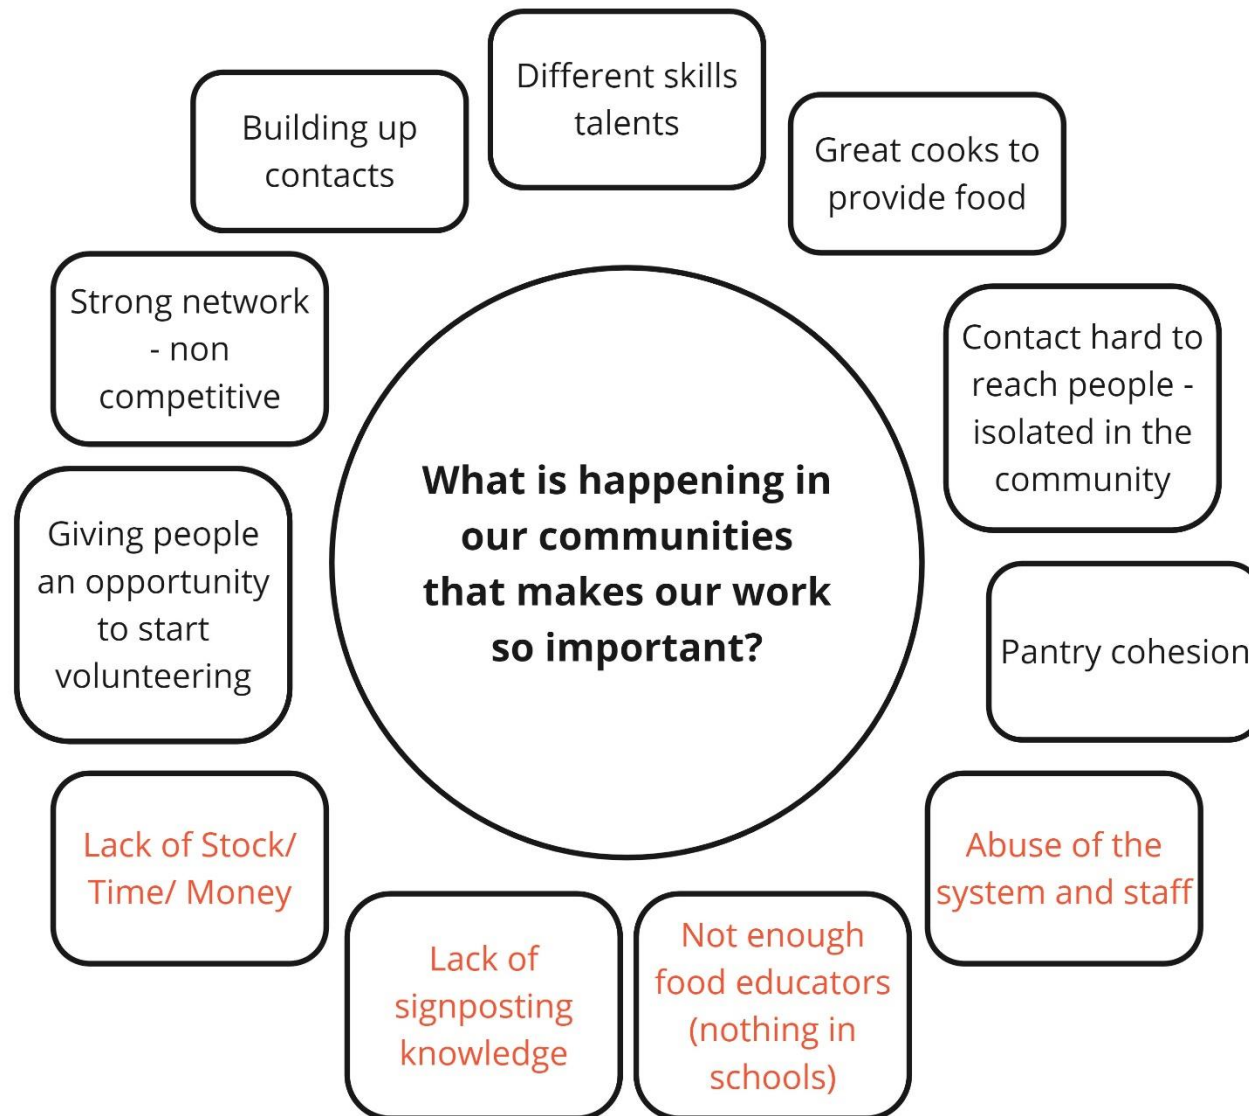 Different skills
talents
Building up
contacts
Great cooks to
provide food
Strong network
- non
competitive
Contact hard to
reach people -
isolated in the
community
What is happening in
our communities
that makes our work
so important?
Giving people
an opportunity
to start
volunteering
Pantry cohesion
Lack of Stock/
Time/ Money
Abuse of the
system and staff
Lack of
signposting
knowledge
Not enough
food educators
(nothing in
schools)